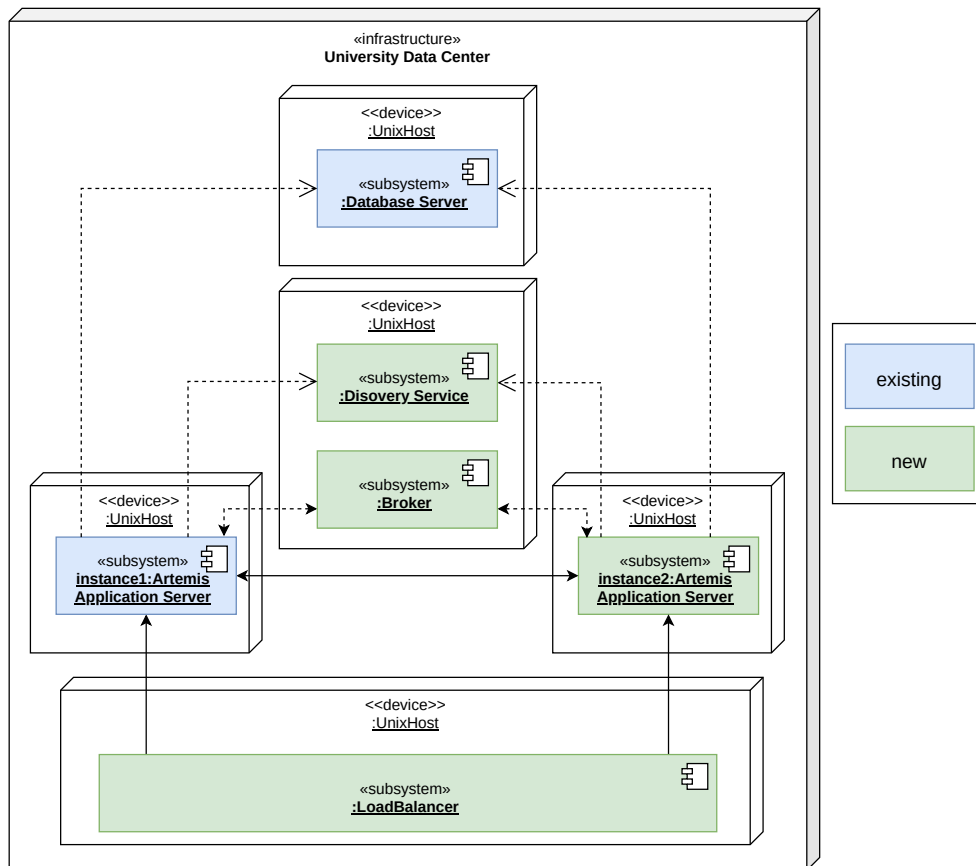 «infrastructure»
University Data Center
<<device>>
:UnixHost
«subsystem»
:Database Server
<<device>>
:UnixHost
«subsystem»
:Disovery Service
«subsystem»
:Broker
<<device>>
:UnixHost
«subsystem»
instance1:Artemis
Application Server
<<device>>
:UnixHost
«subsystem»
instance2:Artemis
Application Server
<<device>>
:UnixHost
«subsystem»
:LoadBalancer
existing
new